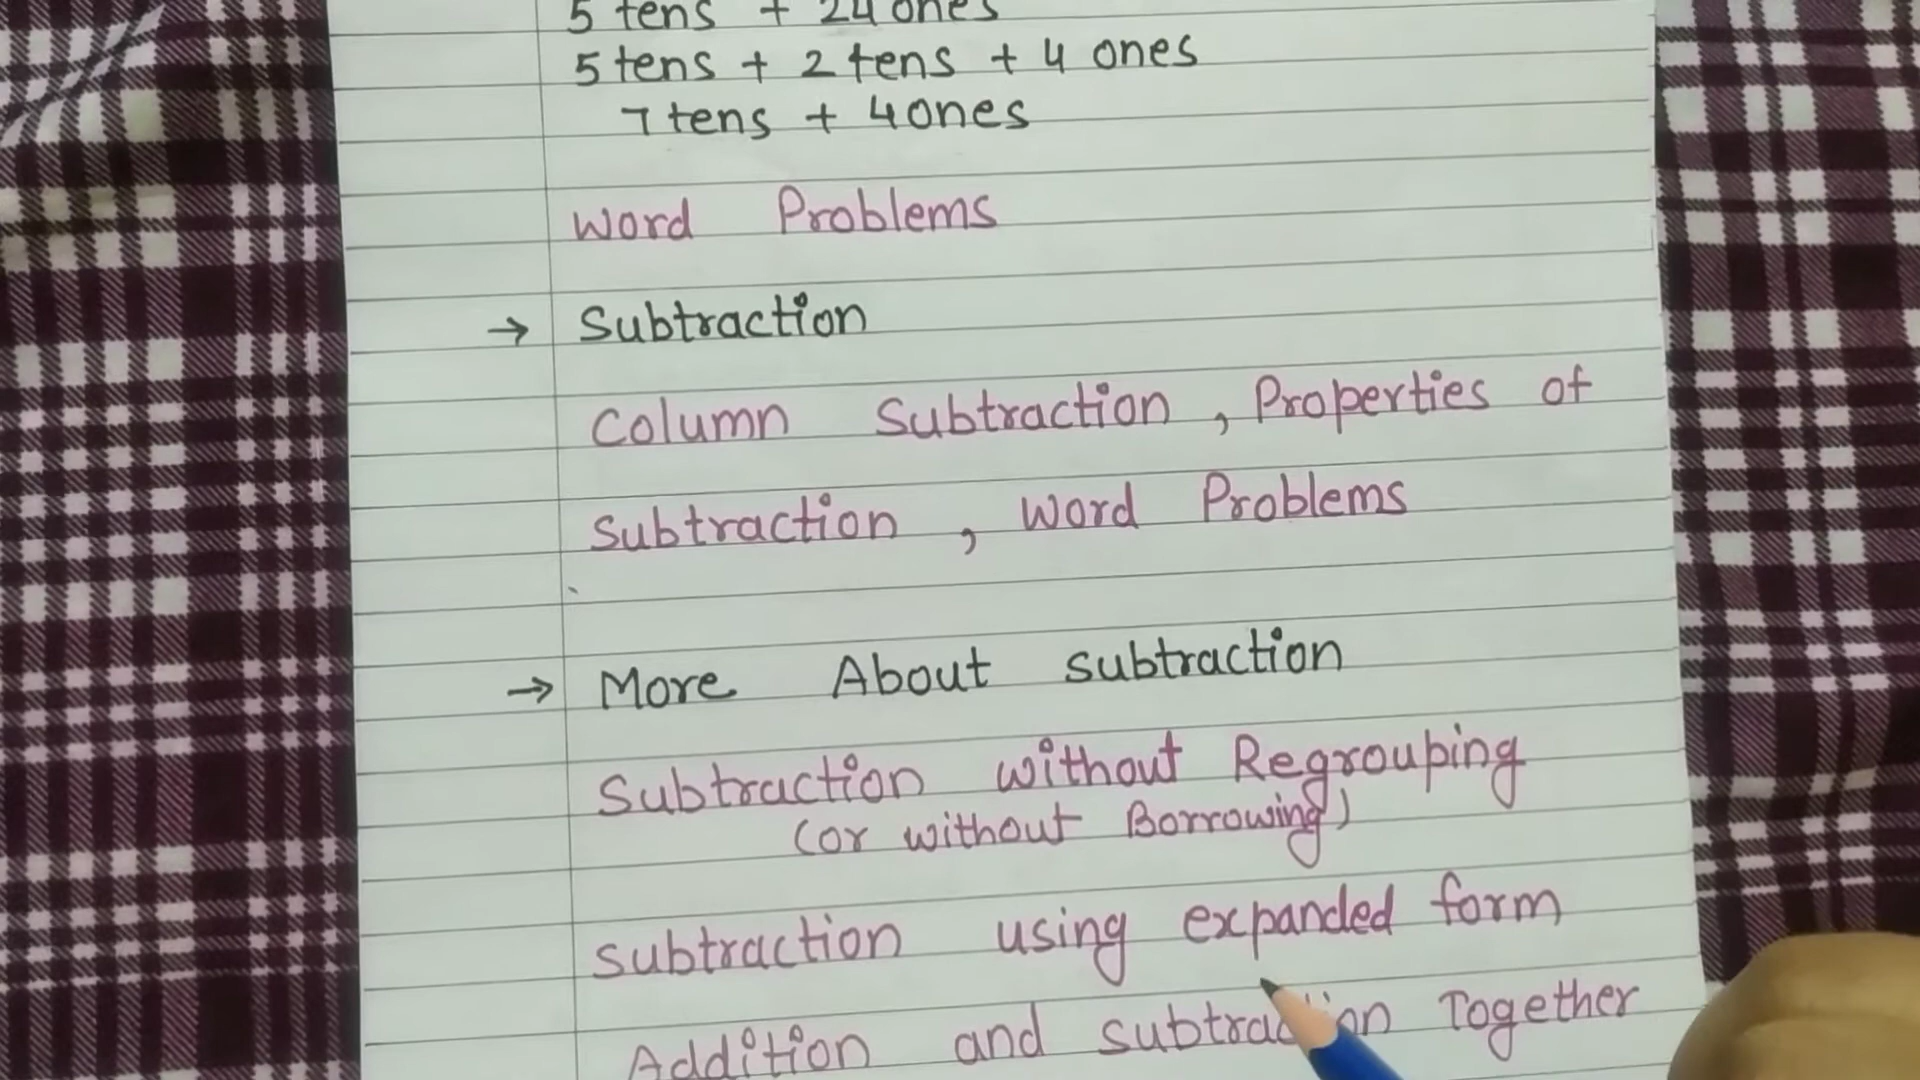 5 tens + 24 ones
5 tens + 2 tens + 4 ones
7 tens + 4 ones
Word Problems
→ Subtraction
Column Subtraction, Properties of
Subtraction, Word Problems
→ More About subtraction
Subtraction without Regrouping
(or without Borrowing)
subtraction using expanded form
Addition and subtraction Together